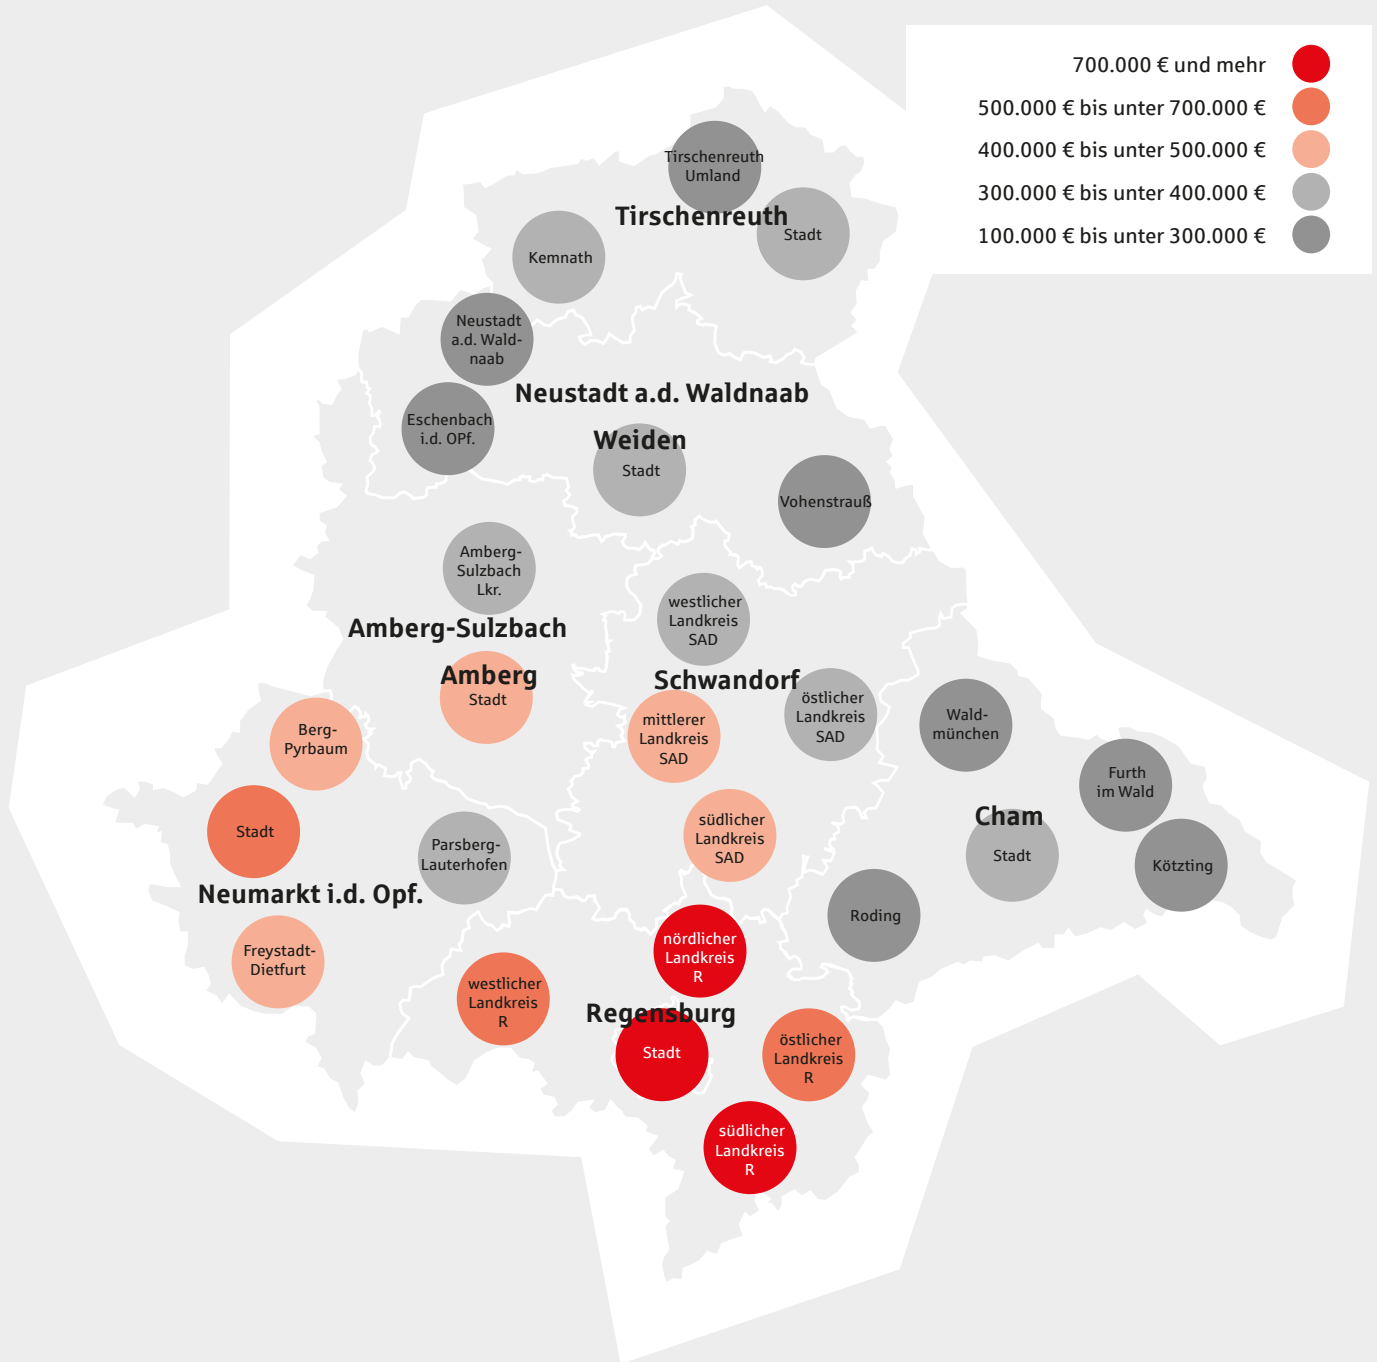 700.000 € und mehr
500.000 € bis unter 700.000 €
400.000 € bis unter 500.000 €
300.000 € bis unter 400.000 €
100.000 € bis unter 300.000 €
Tirschenreuth
Umland
Tirschenreuth
Stadt
Kemnath
Neustadt
a.d. Wald-
naab
Neustadt a.d. Waldnaab
Eschenbach
i.d. OPf.
Weiden
Stadt
Vohenstrauß
Amberg-
Sulzbach
Lkr.
Amberg-Sulzbach
Amberg
Stadt
westlicher
Landkreis
SAD
Schwandorf
östlicher
Landkreis
SAD
mittlerer
Landkreis
SAD
südlicher
Landkreis
SAD
Wald-
münchen
Furth
im Wald
Cham
Stadt
Kötzting
Roding
Berg-
Pyrbaum
Stadt
Parsberg-
Lauterhofen
Neumarkt i.d. Opf.
Freystadt-
Dietfurt
westlicher
Landkreis
R
nördlicher
Landkreis
R
Regensburg
Stadt
östlicher
Landkreis
R
südlicher
Landkreis
R